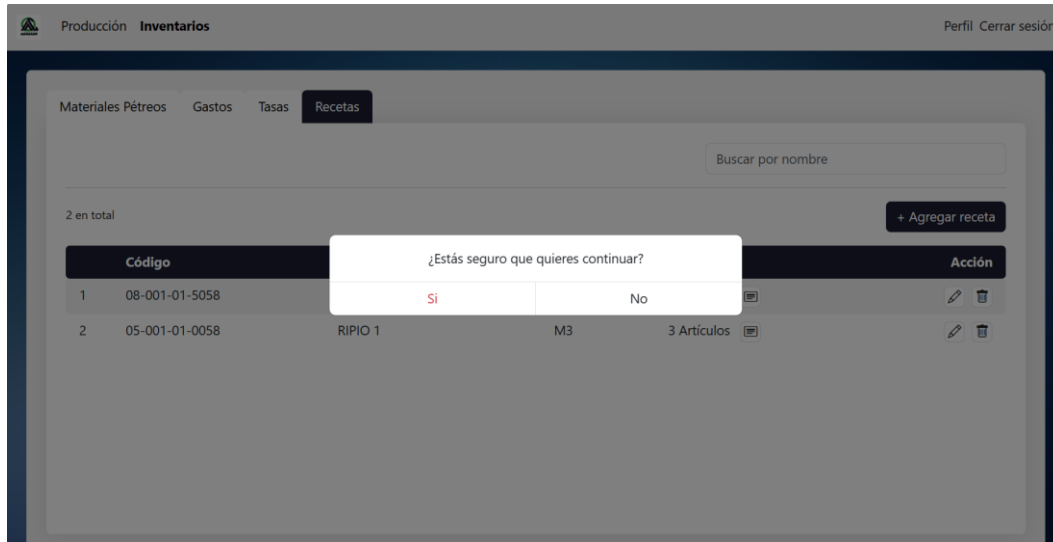 Producción Inventarios Perfil Cerrar sesión
Materiales Pétreos Gastos Tasas Recetas
Buscar por nombre
2 en total
+ Agregar receta
Código Acción
¿Estás seguro que quieres continuar?
Si No
1 08-001-01-5058
2 05-001-01-0058 RIPIO 1 M3 3 Artículos